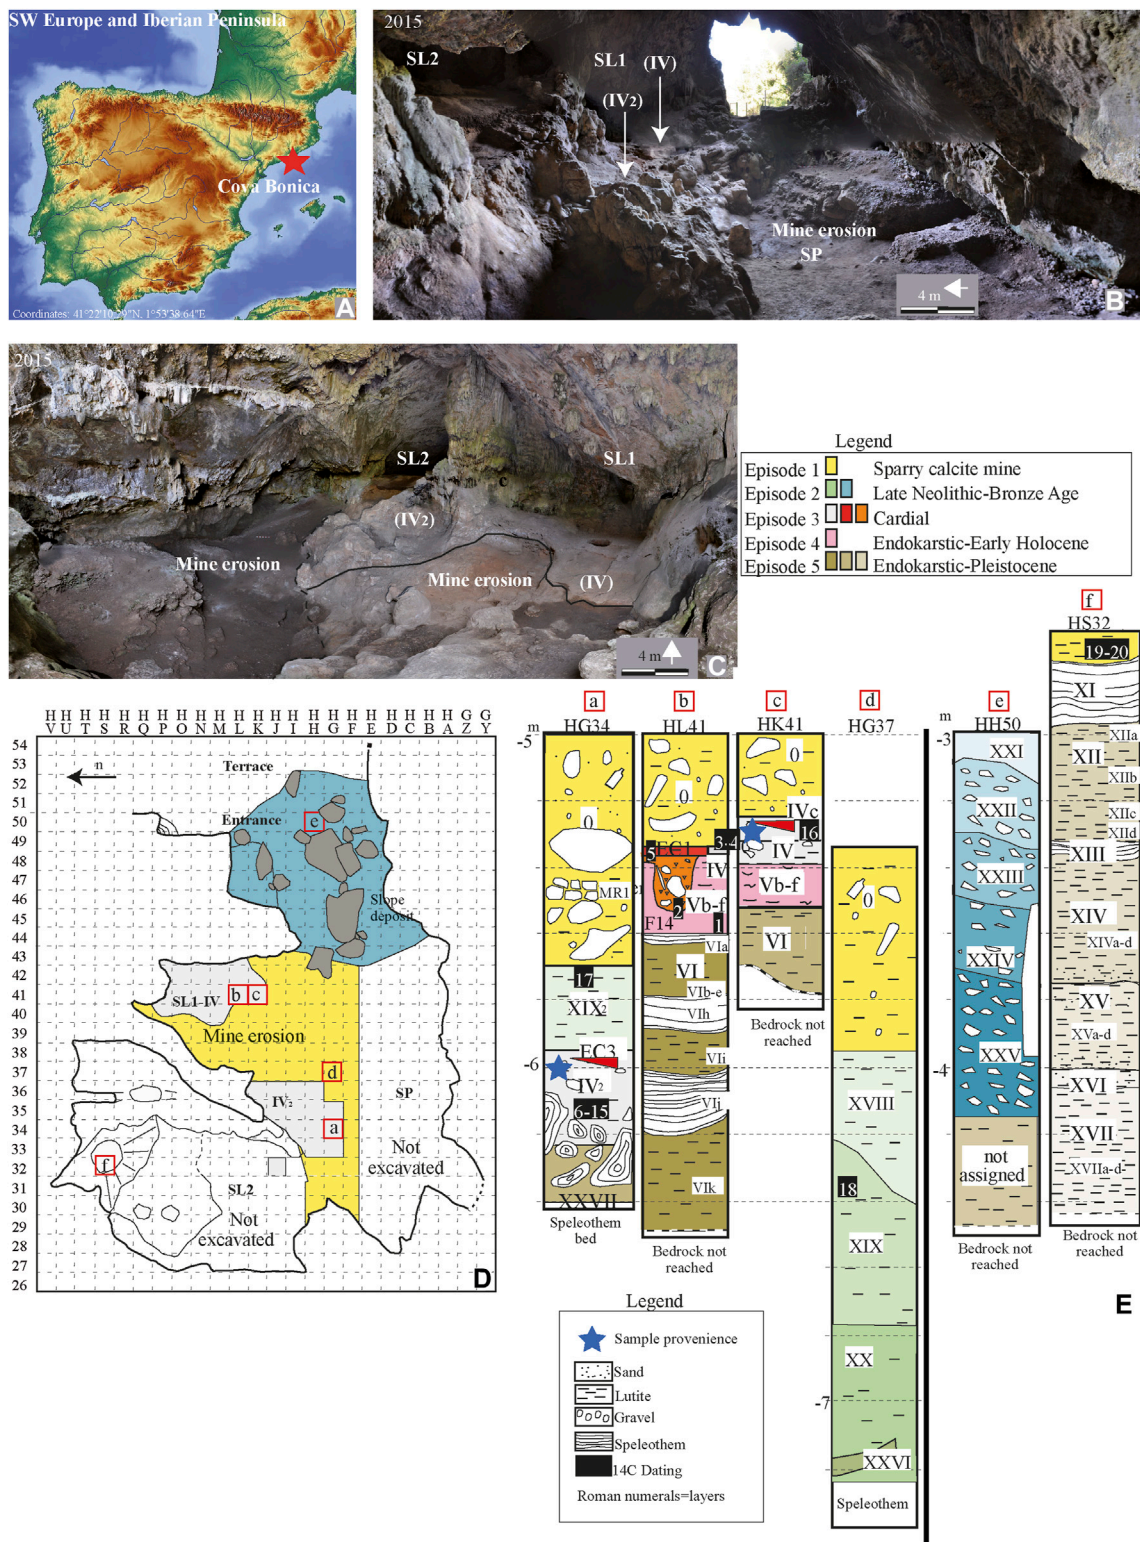 SW Europe and Iberian Peninsula
Cova Bonica
Coordinates: 41°22'10.29"N, 1°53'38.64"E
A
2015
SL2
SL1
(IV)
(IV2)
Mine erosion
SP
4 m
B
2015
SL2
SL1
(IV2)
Mine erosion
Mine erosion
(IV)
4 m
C
Legend
Episode 1 Sparry calcite mine
Episode 2 Late Neolithic-Bronze Age
Episode 3 Cardial
Episode 4 Endokarstic-Early Holocene
Episode 5 Endokarstic-Pleistocene
H H H H H H H H H H H H H H H H H H H G G
V U T S R Q P O N M L K J I H G F E D C B A Z Y
54
53
52
51
50
49
48
47
46
45
44
43
42
41
40
39
38
37
36
35
34
33
32
31
30
29
28
27
26
n
Terrace
Entrance
e
Slope
deposit
SL1-IV
b
c
Mine erosion
d
IV2
a
SP
Not
excavated
f
SL2
Not
excavated
D
a
HG34
m
-5
0
MR1
17
XIX2
EC3
-6
IV2
6-15
XXVII
Speleothem
bed
b
HL41
0
EC1
3-4
5
IV
Vb-f
2
F14
1
VIa
VI
VIb-e
VIh
VIi
VIj
VIk
Bedrock not
reached
c
HK41
0
IVc
16
IV
Vb-f
VI
Bedrock not
reached
d
HG37
0
XVIII
18
XIX
XX
-7
XXVI
Speleothem
e
HH50
m
-3
XXI
XXII
XXIII
XXIV
XXV
-4
not
assigned
Bedrock not
reached
f
HS32
19-20
XI
XIIa
XII
XIIb
XIIc
XIId
XIII
XIV
XIVa-d
XV
XVa-d
XVI
XVII
XVIIa-d
Bedrock not
reached
E
Legend
Sample provenience
Sand
Lutite
Gravel
Speleothem
14C Dating
Roman numerals=layers